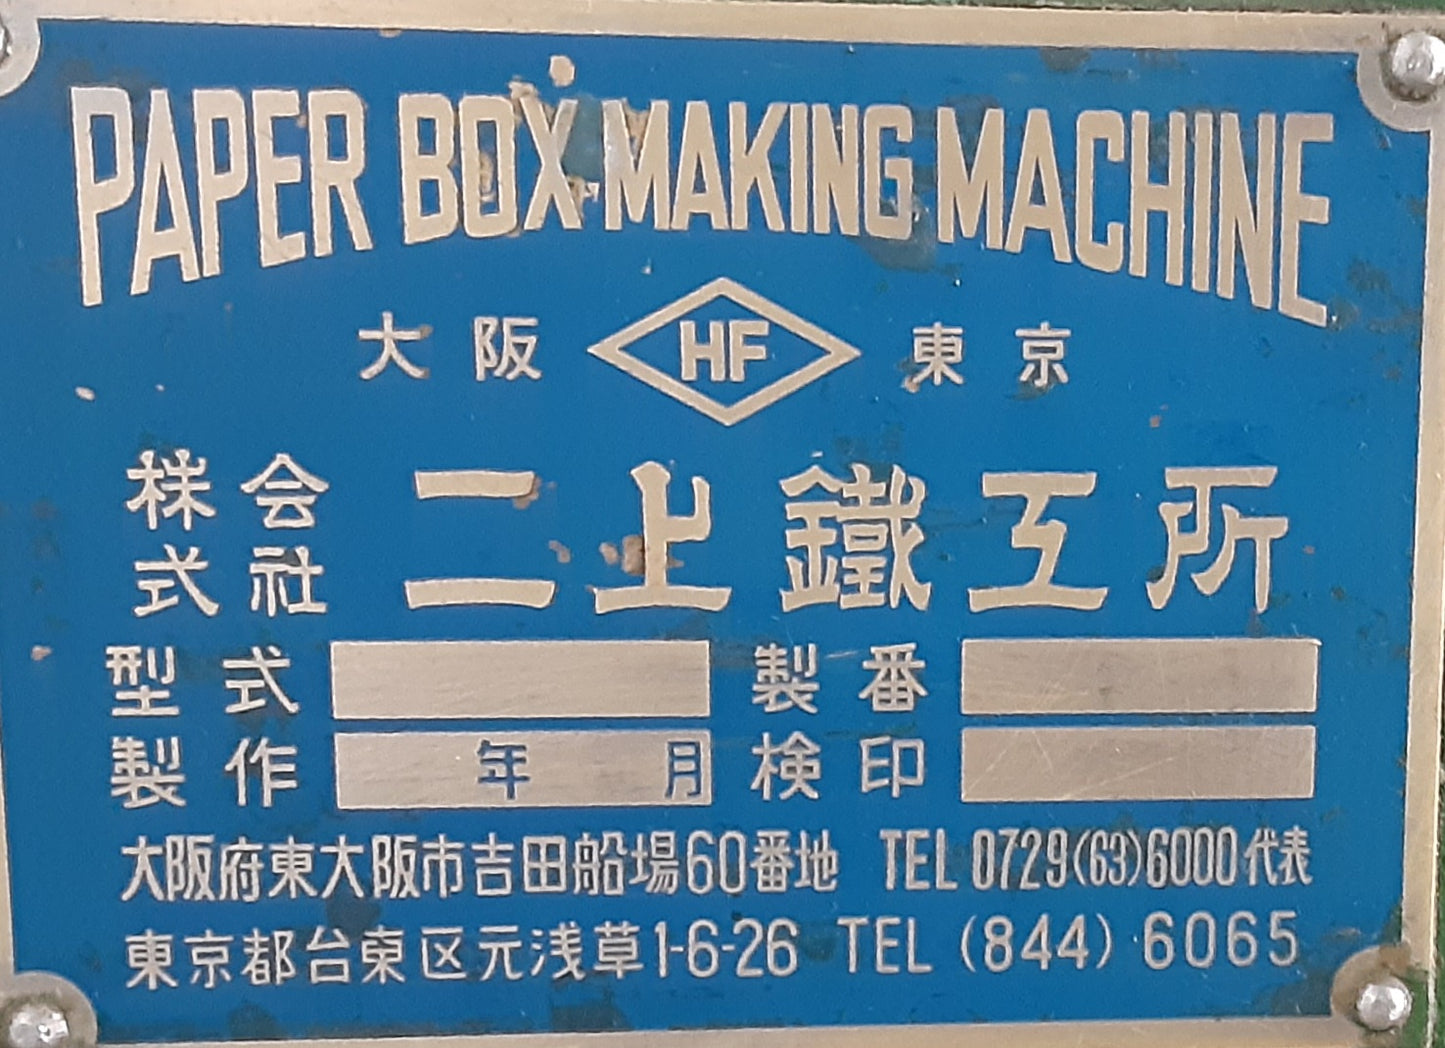 PAPER BOX MAKING MACHINE
大阪 HF 東京
株式会社 二上鐵工所
型式 製番
製作 年 月 検印
大阪府東大阪市吉田船場60番地 TEL 0729(63)6000代表
東京都台東区元浅草1-6-26 TEL (844) 6065